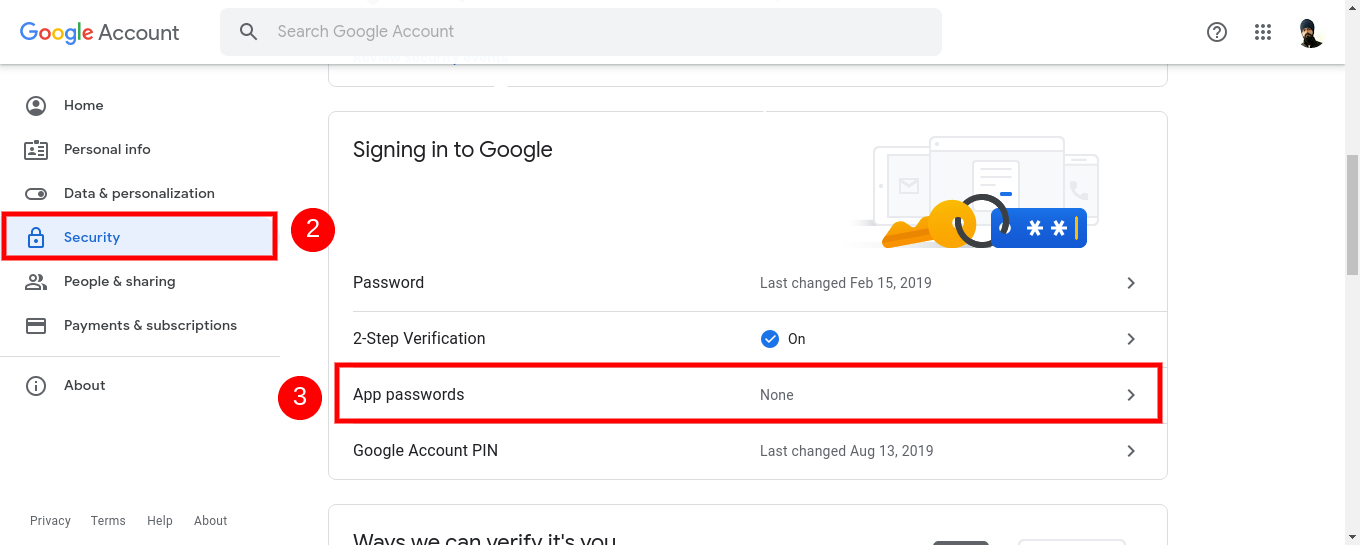 Google Account
Search Google Account
Home
Personal info
Data & personalization
Security
2
People & sharing
Payments & subscriptions
About
Privacy Terms Help About
Signing in to Google
**
Password Last changed Feb 15, 2019
2-Step Verification On
3
App passwords None
Google Account PIN Last changed Aug 13, 2019
Ways we can verify it's you